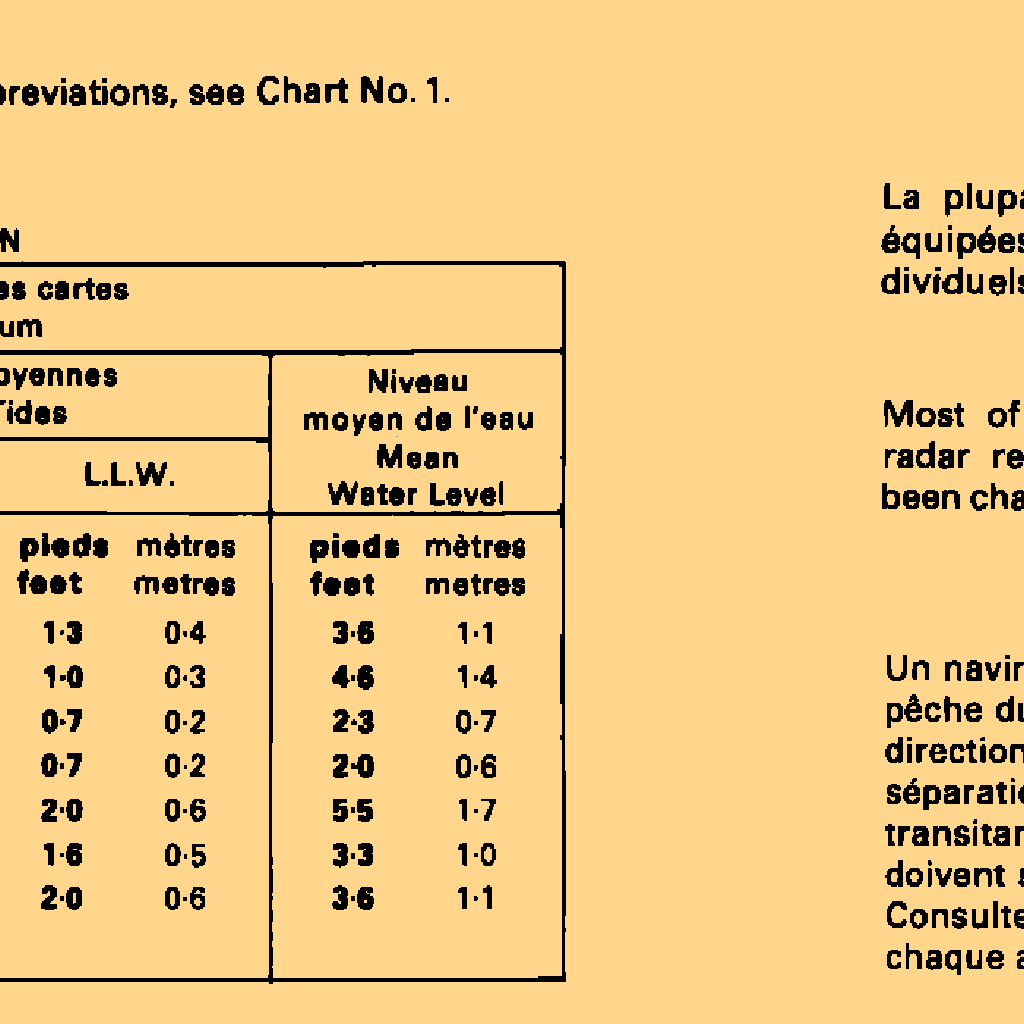 breviations, see Chart No. 1.
N
es cartes
um
oyennes
Tides
L.L.W.
Niveau
moyen de l'eau
Mean
Water Level
pieds mètres pieds mètres
feet metres feet metres
1·3 0·4 3·6 1·1
1·0 0·3 4·6 1·4
0·7 0·2 2·3 0·7
0·7 0·2 2·0 0·6
2·0 0·6 5·5 1·7
1·6 0·5 3·3 1·0
2·0 0·6 3·6 1·1
La plupa
équipées
dividuels
Most of
radar re
been cha
Un navir
pêche du
direction
séparatio
transitan
doivent s
Consulte
chaque a